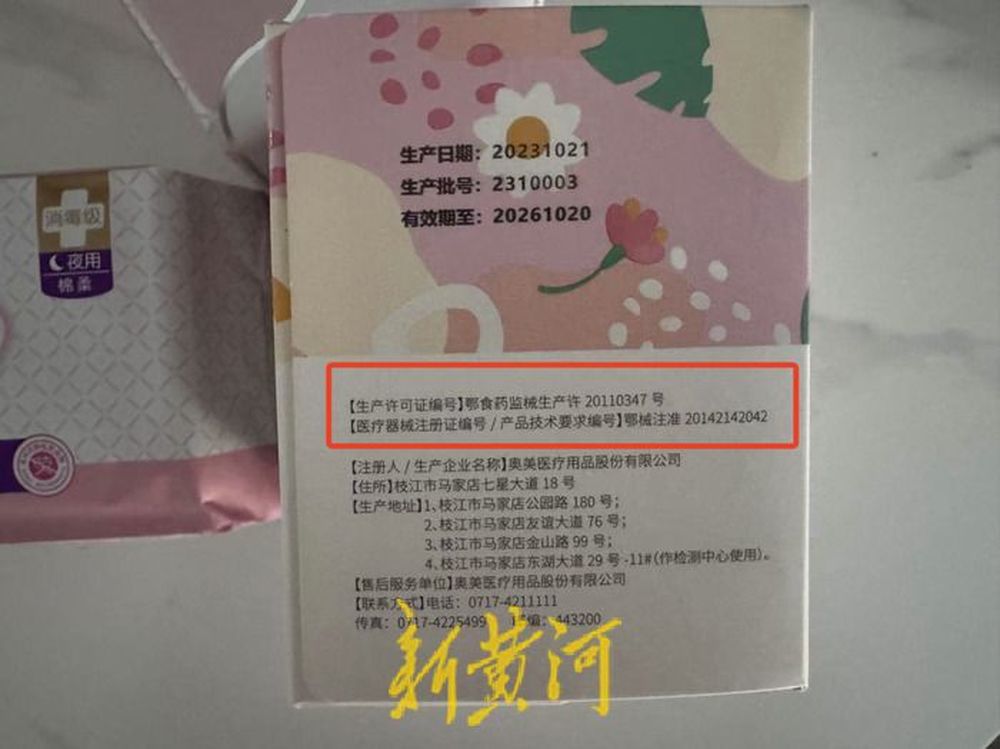 消毒级
夜用
棉柔
生产日期：20231021
生产批号：2310003
有效期至：20261020
【生产许可证编号】鄂食药监械生产许 20110347 号
【医疗器械注册证编号 / 产品技术要求编号】鄂械注准 20142142042
【注册人 / 生产企业名称】奥美医疗用品股份有限公司
【住所】枝江市马家店七星大道 18 号
【生产地址】1、枝江市马家店公园路 180 号；
2、枝江市马家店友谊大道 76 号；
3、枝江市马家店金山路 99 号；
4、枝江市马家店东湖大道 29 号 -11#（作检测中心使用）。
【售后服务单位】奥美医疗用品股份有限公司
【联系方式】电话：0717-4211111
传真：0717-4225499 邮编：443200
新黄河